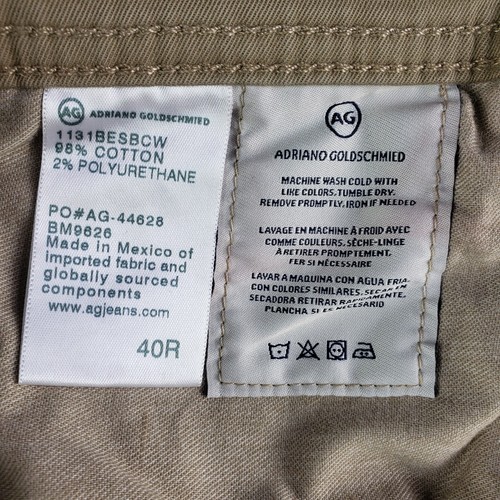 AG ADRIANO GOLDSCHMIED
1131BESBCW
98% COTTON
2% POLYURETHANE
PO#AG-44628
BM9626
Made in Mexico of
imported fabric and
globally sourced
components
www.agjeans.com
40R
AG
ADRIANO GOLDSCHMIED
MACHINE WASH COLD WITH
LIKE COLORS. TUMBLE DRY.
REMOVE PROMPTLY. IRON IF NEEDED
LAVAGE EN MACHINE À FROID AVEC
COMME COULEURS. SÈCHE-LINGE
À RETIRER PROMPTEMENT.
FER SI NÉCESSAIRE
LAVAR A MAQUINA CON AGUA FRIA.
CON COLORES SIMILARES. SECAR EN
SECADORA RETIRAR RAPIDAMENTE.
PLANCHA SI ES NECESARIO